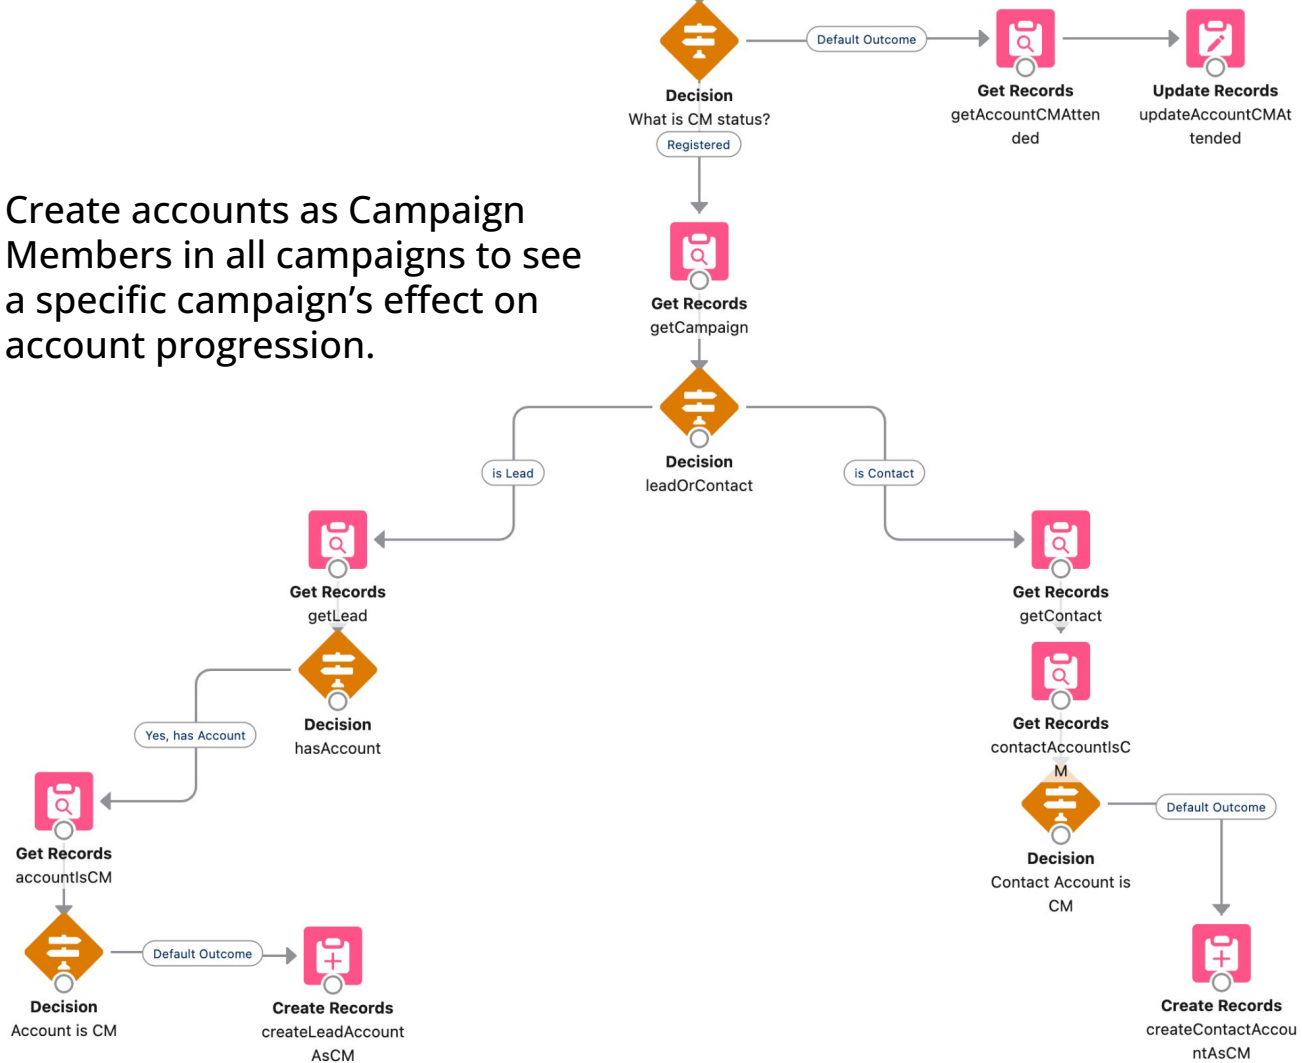 Default Outcome
Decision
What is CM status?
Get Records
getAccountCMAtten
ded
Update Records
updateAccountCMAt
tended
Registered
Create accounts as Campaign
Members in all campaigns to see
a specific campaign’s effect on
account progression.
Get Records
getCampaign
Decision
leadOrContact
is Lead
is Contact
Get Records
getLead
Get Records
getContact
Decision
hasAccount
Yes, has Account
Get Records
contactAccountIsC
M
Default Outcome
Get Records
accountIsCM
Decision
Contact Account is
CM
Default Outcome
Decision
Account is CM
Create Records
createLeadAccount
AsCM
Create Records
createContactAccou
ntAsCM